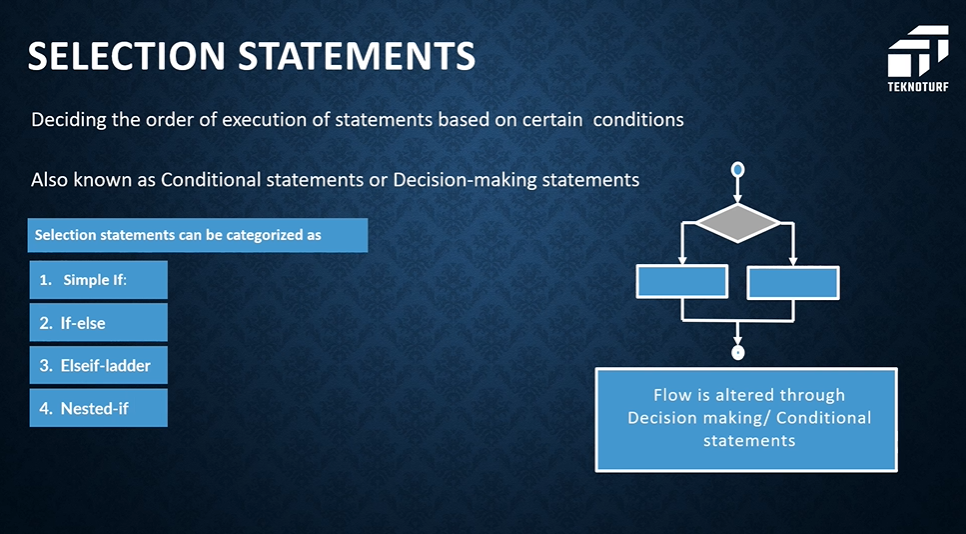 SELECTION STATEMENTS
TEKNOTURF
Deciding the order of execution of statements based on certain conditions
Also known as Conditional statements or Decision-making statements
Selection statements can be categorized as
1. Simple If:
2. If-else
3. Elseif-ladder
4. Nested-if
Flow is altered through
Decision making/ Conditional
statements